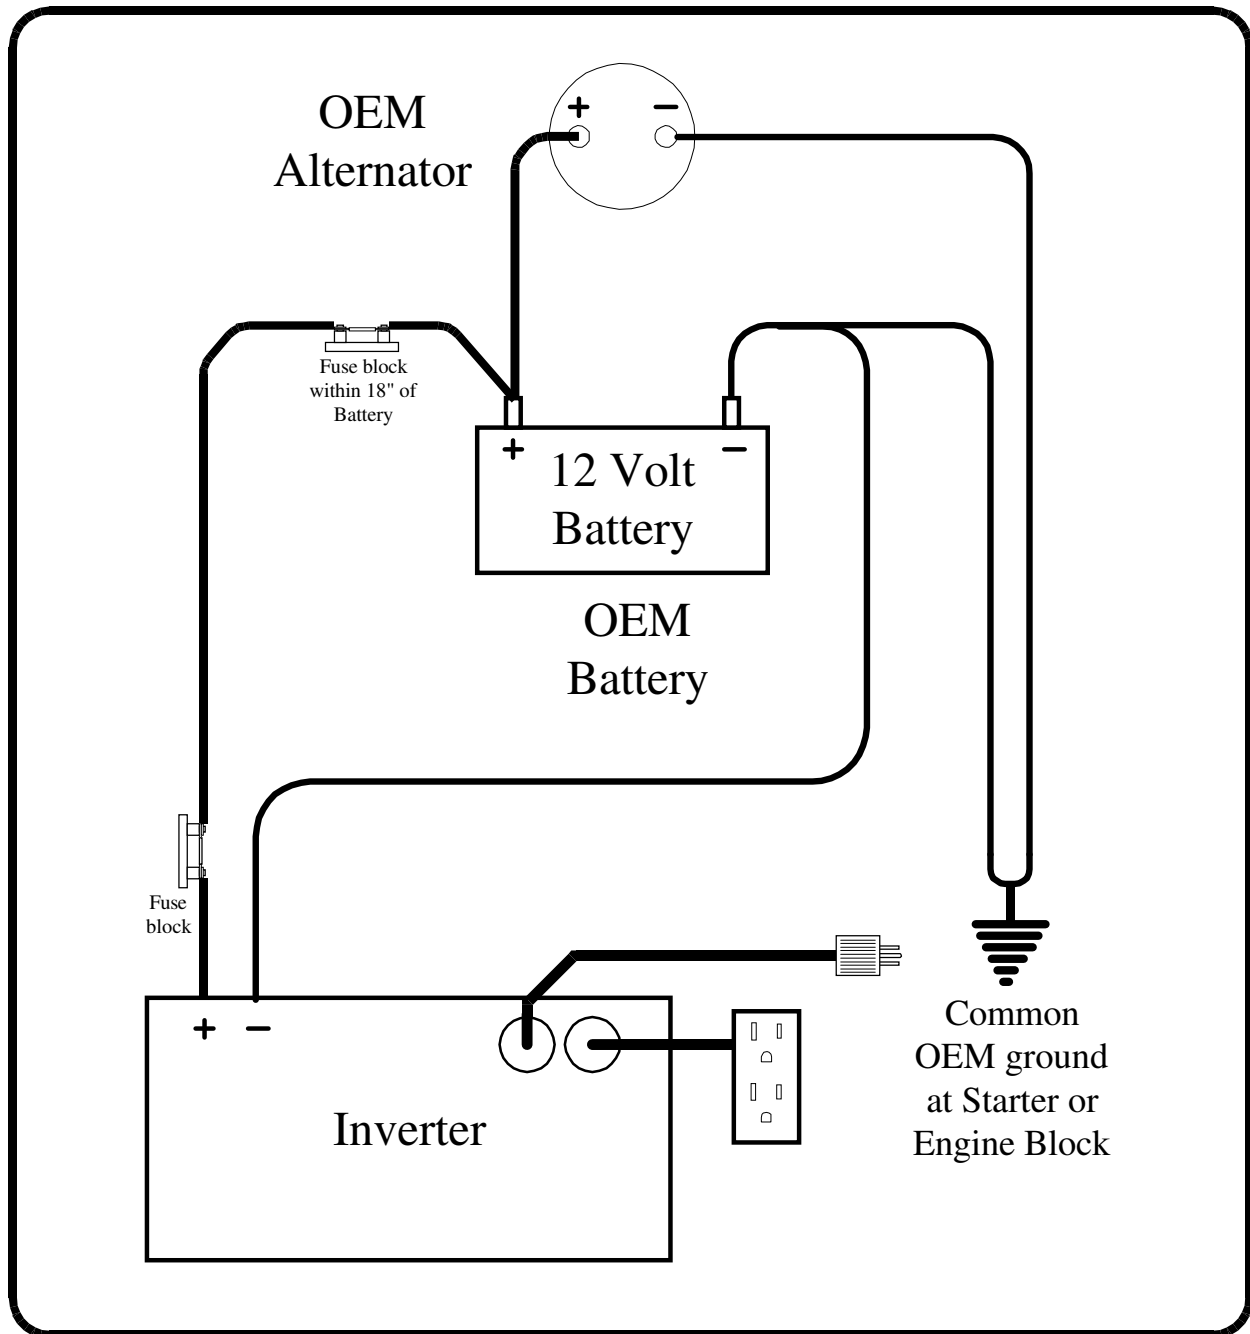 OEM
Alternator
+ −
Fuse block
within 18" of
Battery
+ −
12 Volt
Battery
OEM
Battery
Fuse
block
+ −
Inverter
Common
OEM ground
at Starter or
Engine Block